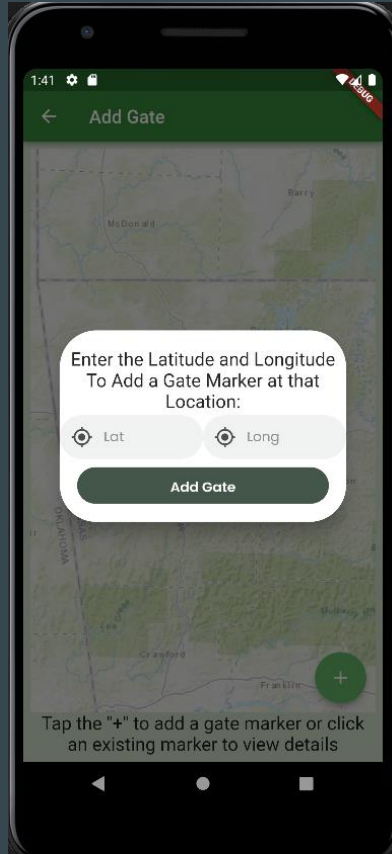 1:41
DEBUG
Add Gate
Barry
McDonald
Enter the Latitude and Longitude
To Add a Gate Marker at that
Location:
Lat
Long
Add Gate
OKLAHOMA
Crawford
Franklin
Tap the "+" to add a gate marker or click
an existing marker to view details